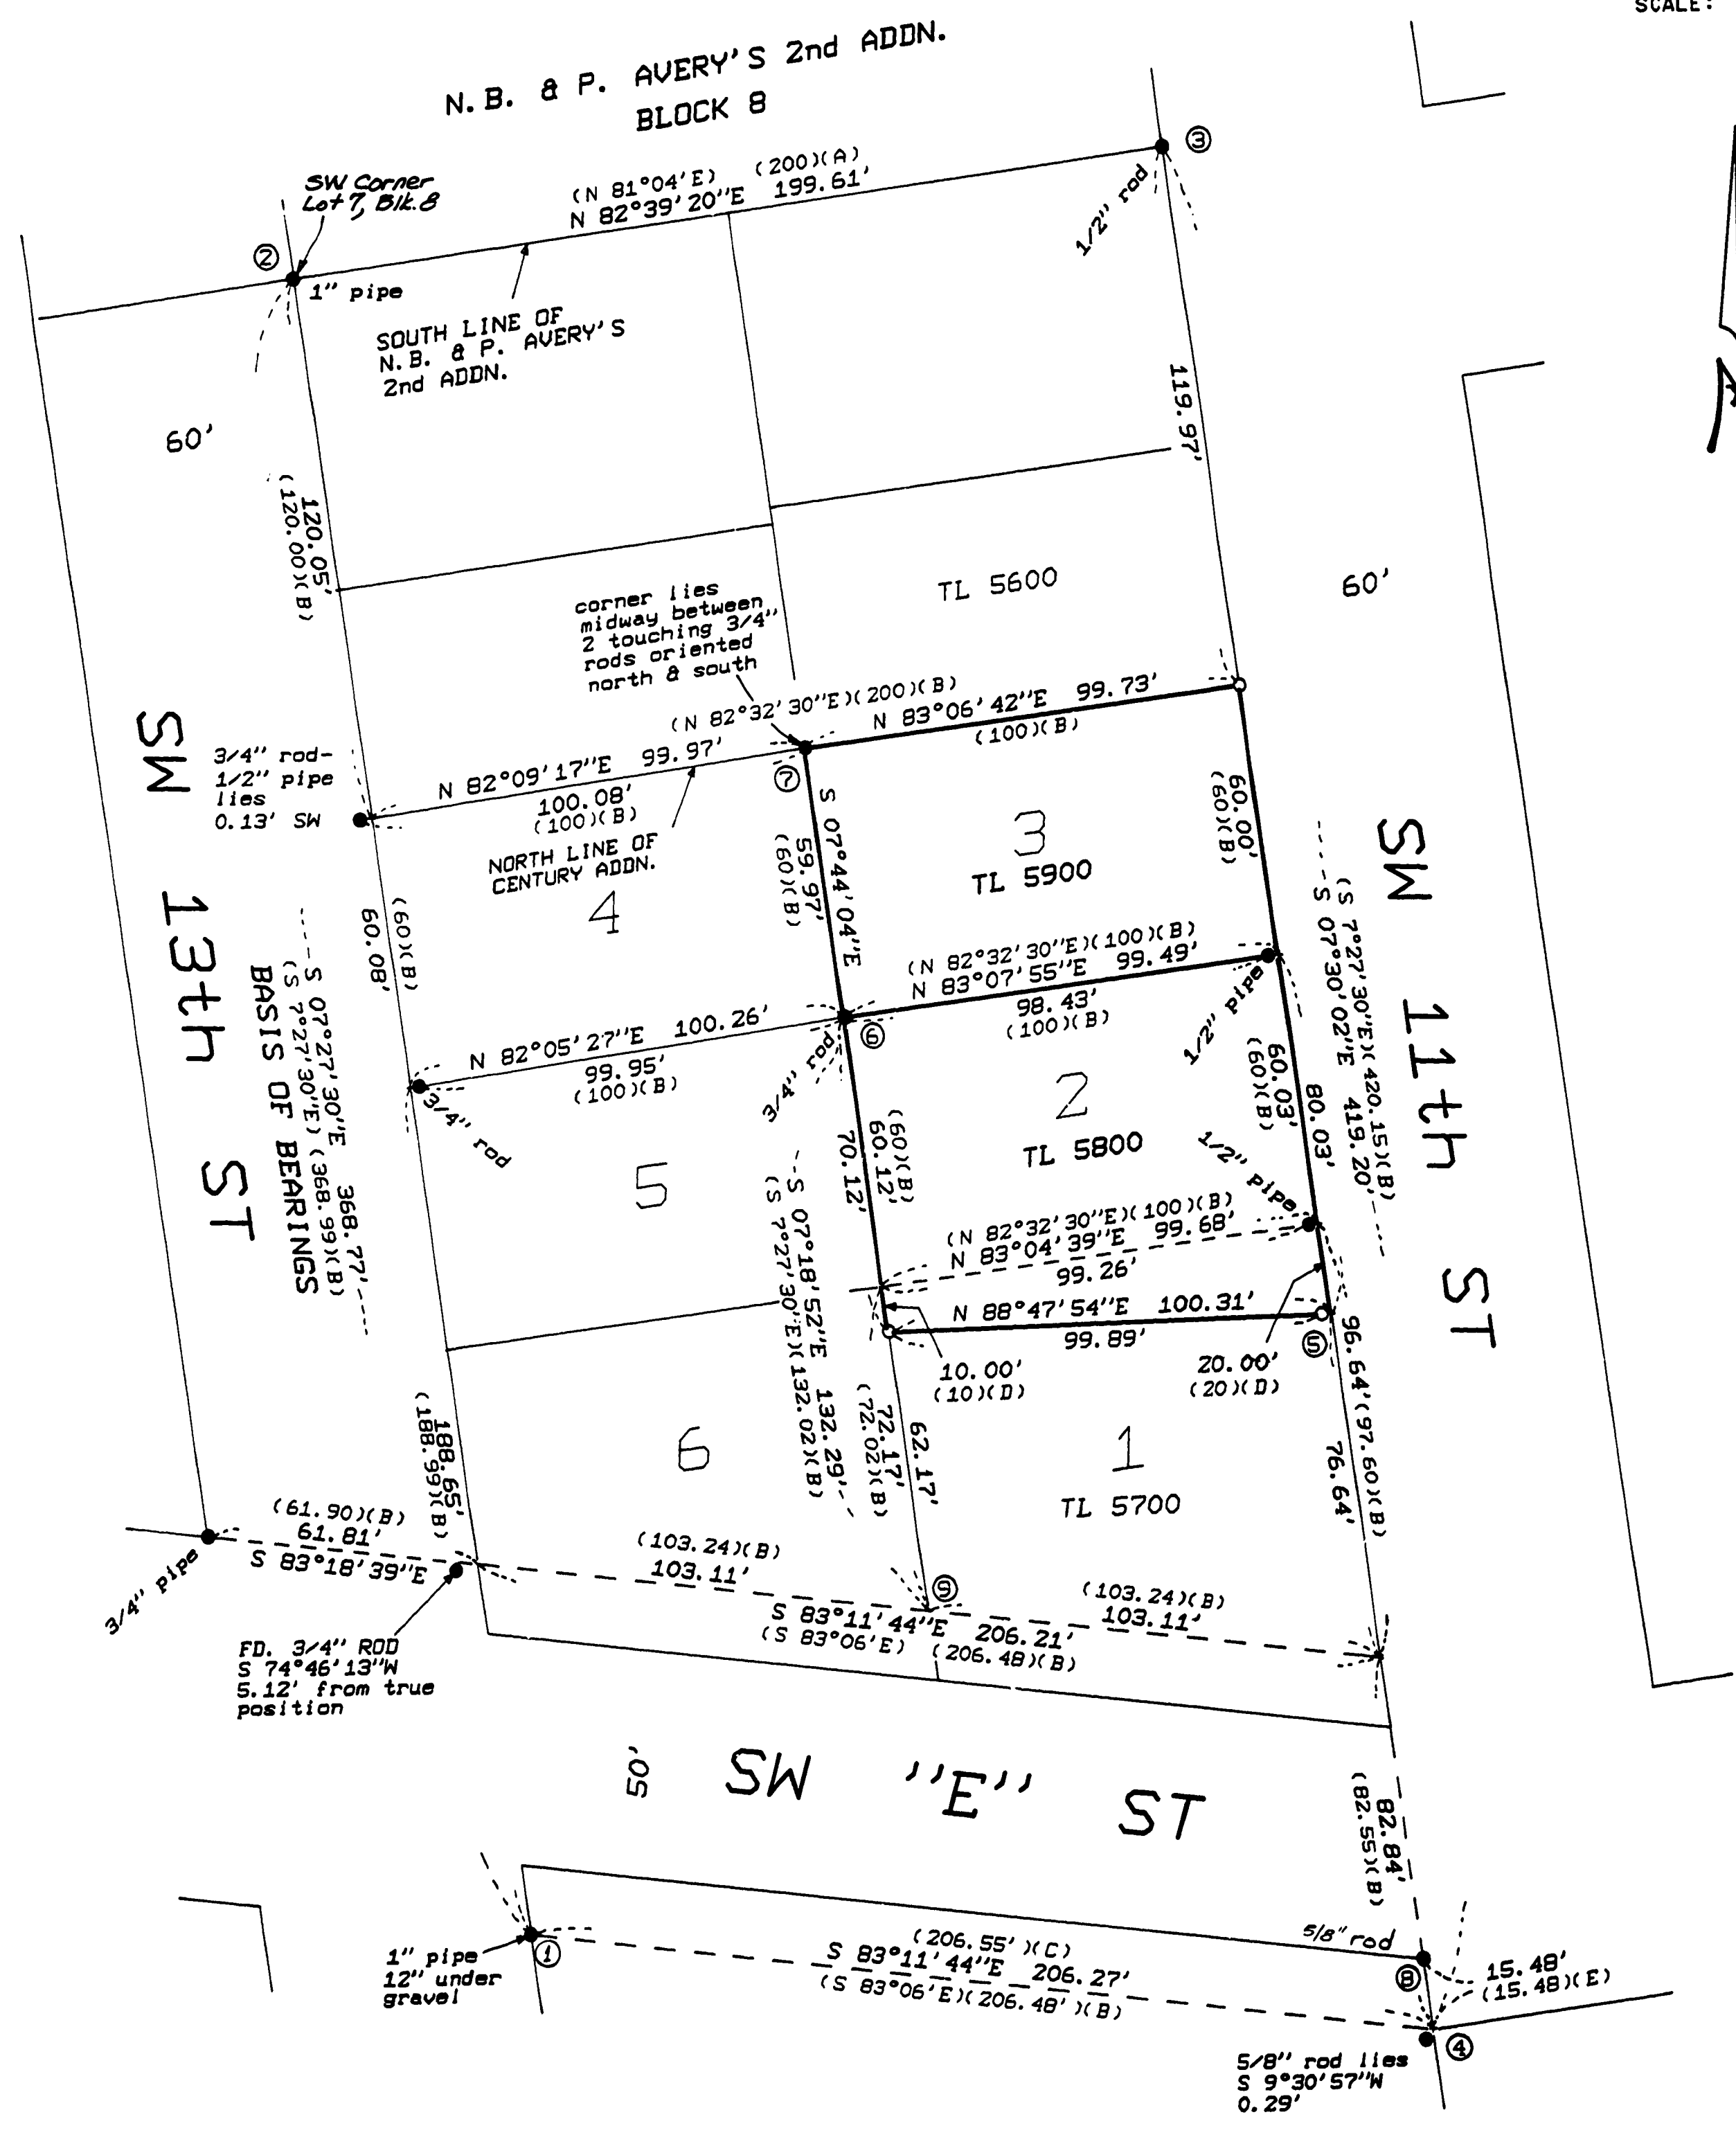 SCALE:
N.B. & P. AVERY'S 2nd ADDN.
BLOCK 8
SW Corner
Lot 7, Blk. 8
(N 81°04'E) (200)(A)
N 82°39'20"E 199.61'
③
1/2" rod
②
1" pipe
SOUTH LINE OF
N.B. & P. AVERY'S
2nd ADDN.
119.97'
60'
120.05'
(120.00)(B)
TL 5600
60'
corner lies
midway between
2 touching 3/4"
rods oriented
north & south
(N 82°32'30"E)(200)(B)
N 83°06'42"E 99.73'
(100)(B)
SW 13th ST
3/4" rod-
1/2" pipe
lies
0.13' SW
N 82°09'17"E 99.97'
100.08'
(100)(B)
⑦
NORTH LINE OF
CENTURY ADDN.
4
S 07°44'04"E
59.97'
(60)(B)
3
TL 5900
60.00'
(60)(B)
SW 11th ST
(60)(B)
60.08'
(N 82°32'30"E)(100)(B)
N 83°07'55"E 99.49'
98.43'
(100)(B)
1/2" pipe
(S 7°27'30"E)(420.15)(B)
S 07°30'02"E 419.20'
S 07°27'30"E 368.77'
(S 7°27'30"E)(368.99)(B)
BASIS OF BEARINGS
N 82°05'27"E 100.26'
99.95'
(100)(B)
⑥
3/4" rod
3/4" rod
5
2
TL 5800
(60)(B)
60.12'
70.12'
60.03'
(60)(B)
80.03'
1/2" pipe
S 07°18'52"E 132.29'
(S 7°27'30"E)(132.02)(B)
(N 82°32'30"E)(100)(B)
N 83°04'39"E 99.68'
99.26'
N 88°47'54"E 100.31'
99.89'
⑤
10.00'
(10)(D)
20.00'
(20)(D)
96.64'(97.60)(B)
76.64'
72.17'
(72.02)(B)
62.17'
188.65'
(188.99)(B)
6
1
TL 5700
(61.90)(B)
61.81'
S 83°18'39"E
3/4" pipe
(103.24)(B)
103.11'
⑨
(103.24)(B)
103.11'
S 83°11'44"E 206.21'
(S 83°06'E) (206.48)(B)
FD. 3/4" ROD
S 74°46'13"W
5.12' from true
position
50'
SW "E" ST
82.84'
(82.55)(B)
1" pipe
12" under
gravel
①
(206.55')(C)
S 83°11'44"E 206.27'
(S 83°06'E)(206.48')(B)
5/8" rod
⑧
15.48'
(15.48)(E)
④
5/8" rod lies
S 9°30'57"W
0.29'